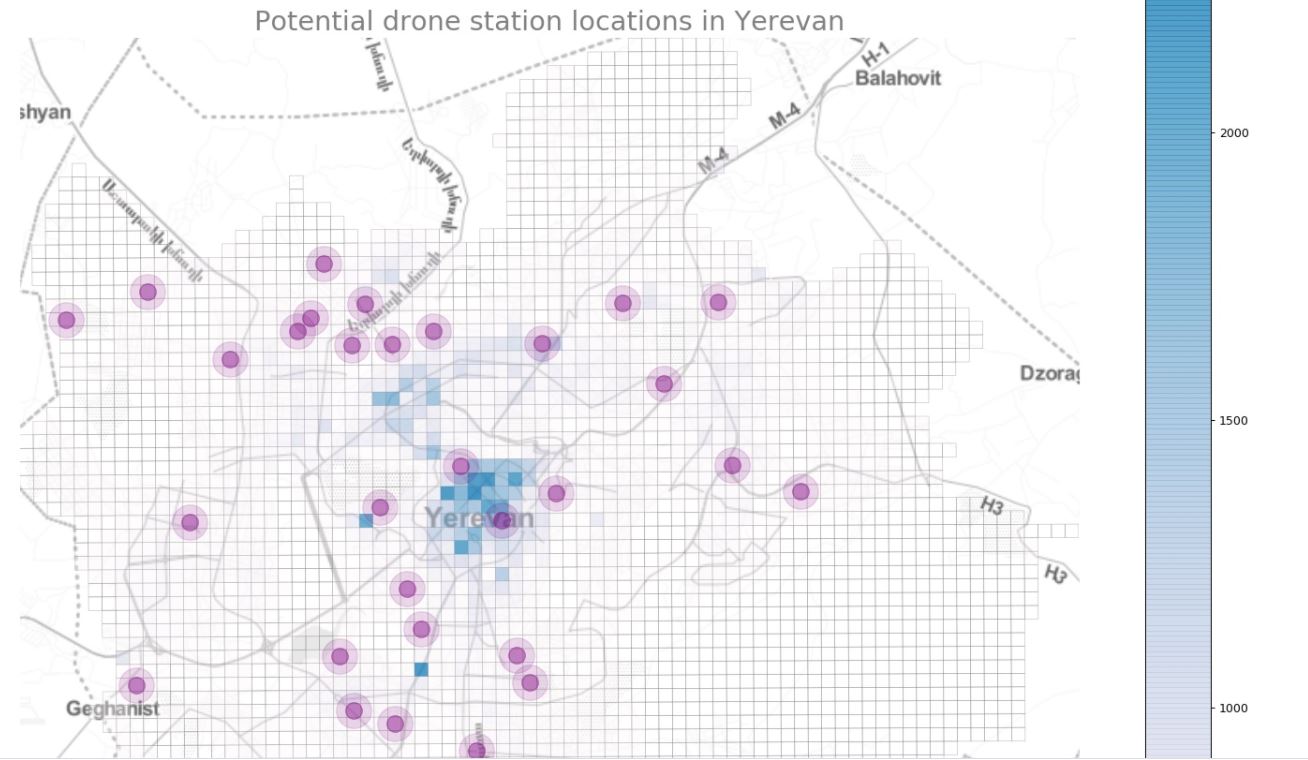 Potential drone station locations in Yerevan
H-1
Balahovit
shyan
M-4
M-4
2000
Dzorag
1500
Yerevan
H3
H3
Geghanist
1000